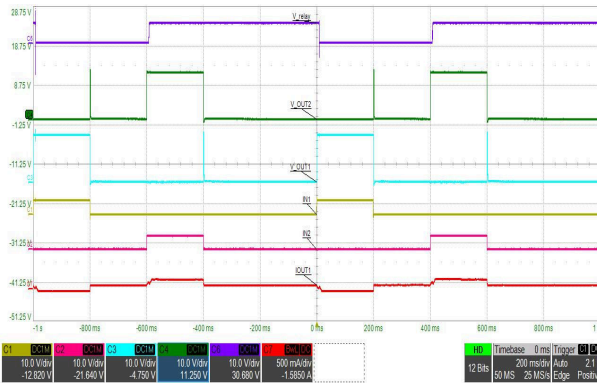 28.75 V
V_relax
18.75 V
8.75 V
V_OUT2
-1.25 V
-11.25 V
V_OUT1
-21.25 V
IN1
IN2
-31.25 V
IOUT1
-41.25 V
-51.25 V
-1 s -800 ms -600 ms -400 ms -200 ms 0 ms 200 ms 400 ms 600 ms 800 ms
C1 DC1M C2 DC1M C3 DC1M C4 DC1M DC1M HD Timebase 0 ms Trigger
10.0 V/div 10.0 V/div 10.0 V/div 10.0 V/div 10.0 V/div 500 mA/div 12 Bits 200 ms/div Auto 2.1
-12.820 V -21.640 V -4.750 V 11.250 V 30.680 V -1.5850 A 50 MS 25 MS/s Edge Positi